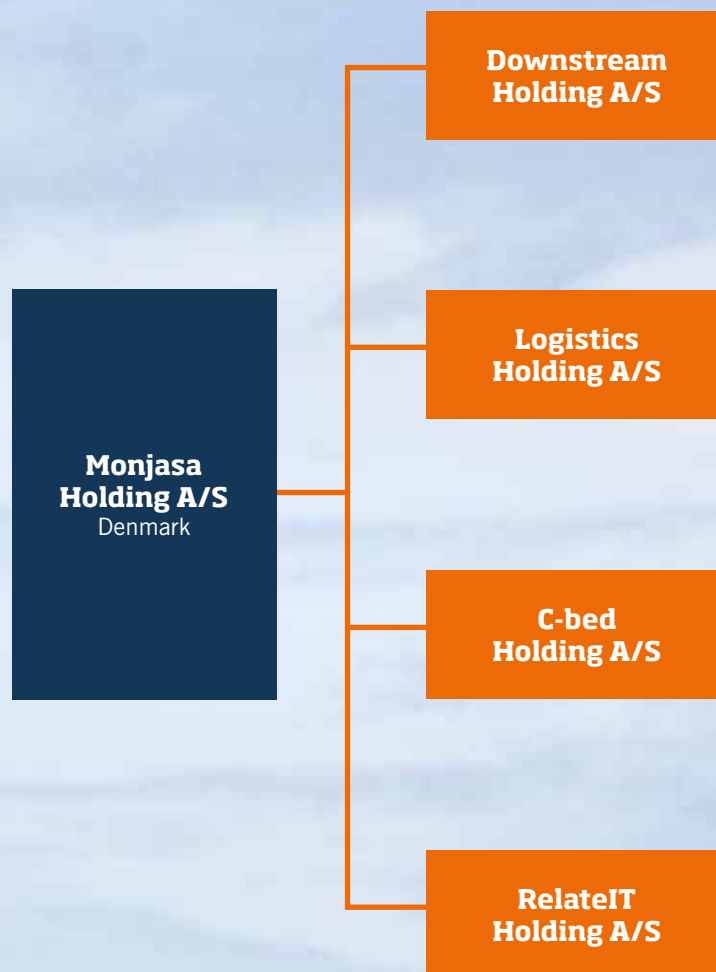 Downstream
Holding A/S
Logistics
Holding A/S
Monjasa
Holding A/S
Denmark
C-bed
Holding A/S
RelateIT
Holding A/S